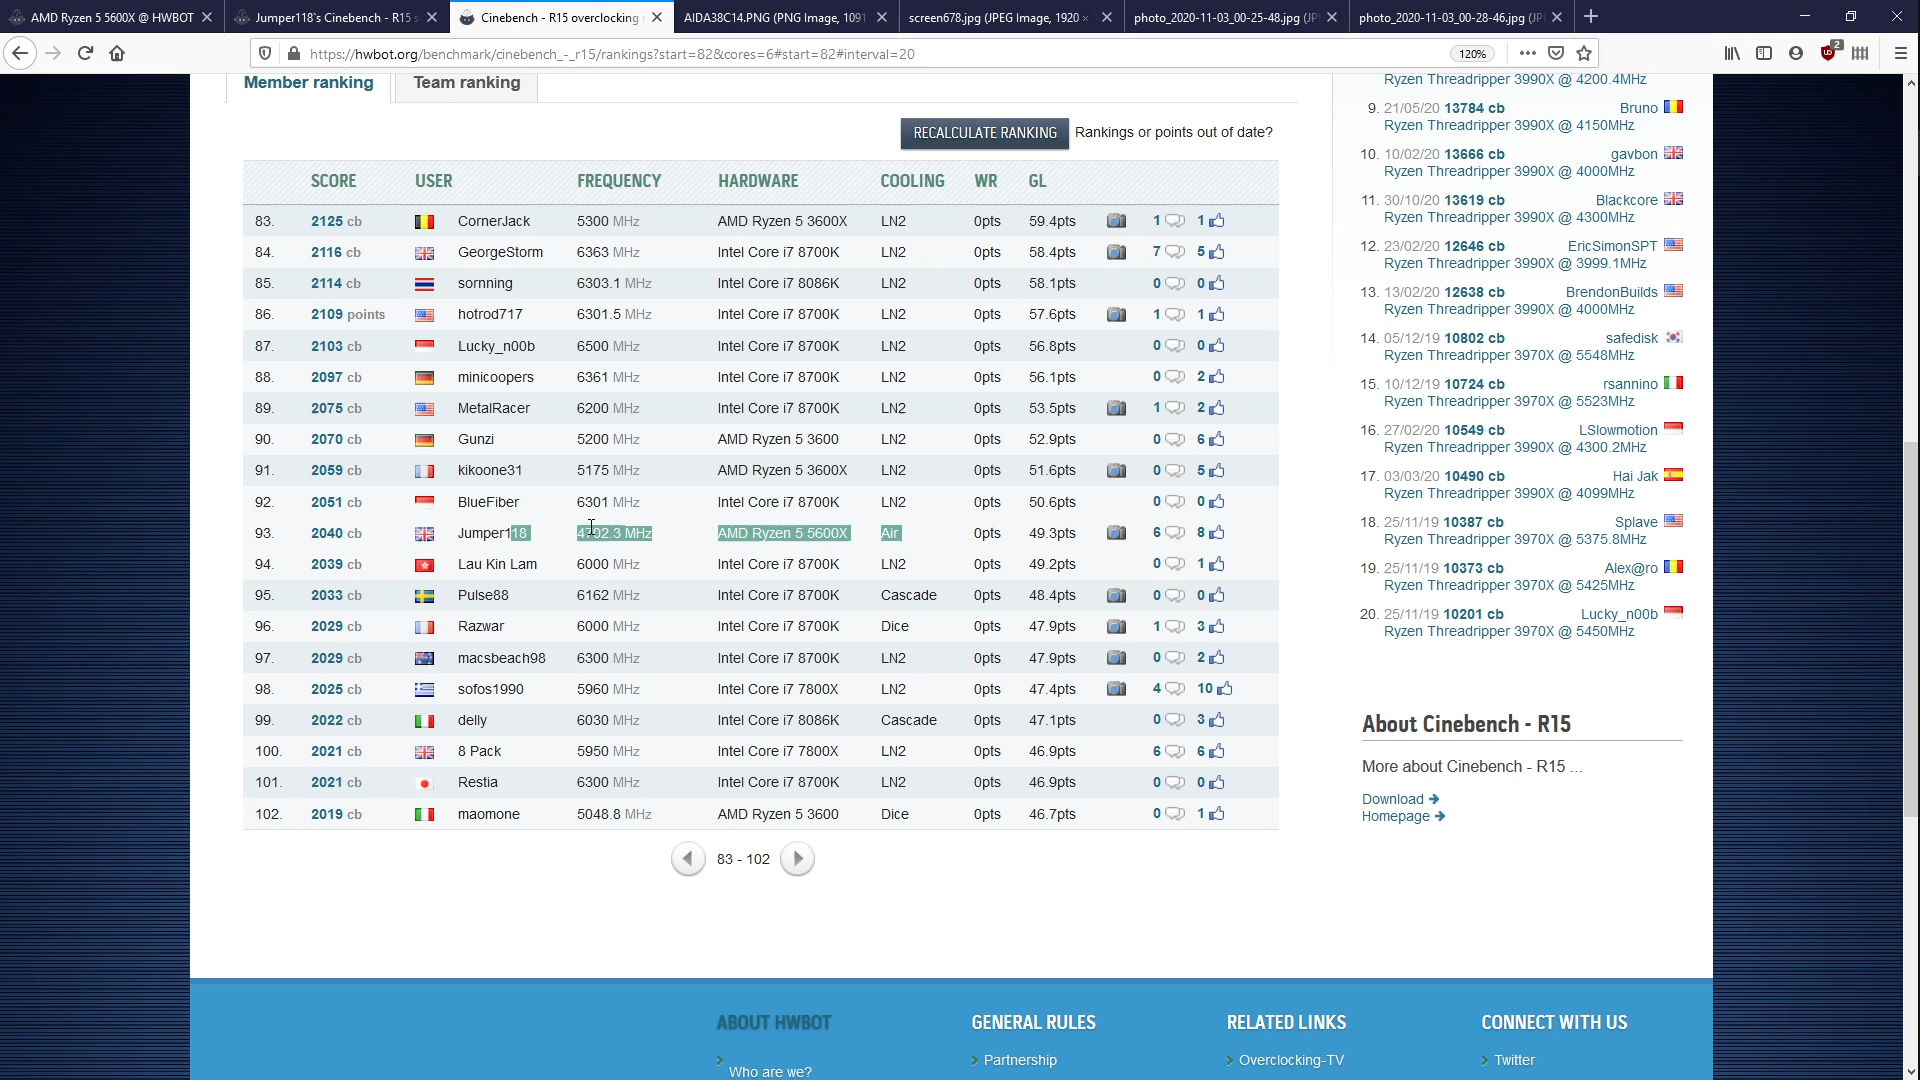 AMD Ryzen 5 5600X @ HWBOT
Jumper118`s Cinebench - R15 s
Cinebench - R15 overclocking
AIDA38C14.PNG (PNG Image, 1091
screen678.jpg (JPEG Image, 1920 ×
photo_2020-11-03_00-25-48.jpg (JP
photo_2020-11-03_00-28-46.jpg (JP
https://hwbot.org/benchmark/cinebench_-_r15/rankings?start=82&cores=6#start=82#interval=20
120%
2
Member ranking
Team ranking
RECALCULATE RANKING
Rankings or points out of date?
SCORE USER FREQUENCY HARDWARE COOLING WR GL
83. 2125 cb CornerJack 5300 MHz AMD Ryzen 5 3600X LN2 0pts 59.4pts 1 1
84. 2116 cb GeorgeStorm 6363 MHz Intel Core i7 8700K LN2 0pts 58.4pts 7 5
85. 2114 cb sornning 6303.1 MHz Intel Core i7 8086K LN2 0pts 58.1pts 0 0
86. 2109 points hotrod717 6301.5 MHz Intel Core i7 8700K LN2 0pts 57.6pts 1 1
87. 2103 cb Lucky_n00b 6500 MHz Intel Core i7 8700K LN2 0pts 56.8pts 0 0
88. 2097 cb minicoopers 6361 MHz Intel Core i7 8700K LN2 0pts 56.1pts 0 2
89. 2075 cb MetalRacer 6200 MHz Intel Core i7 8700K LN2 0pts 53.5pts 1 2
90. 2070 cb Gunzi 5200 MHz AMD Ryzen 5 3600 LN2 0pts 52.9pts 0 6
91. 2059 cb kikoone31 5175 MHz AMD Ryzen 5 3600X LN2 0pts 51.6pts 0 5
92. 2051 cb BlueFiber 6301 MHz Intel Core i7 8700K LN2 0pts 50.6pts 0 0
93. 2040 cb Jumper118 4702.3 MHz AMD Ryzen 5 5600X Air 0pts 49.3pts 6 8
94. 2039 cb Lau Kin Lam 6000 MHz Intel Core i7 8700K LN2 0pts 49.2pts 0 1
95. 2033 cb Pulse88 6162 MHz Intel Core i7 8700K Cascade 0pts 48.4pts 0 0
96. 2029 cb Razwar 6000 MHz Intel Core i7 8700K Dice 0pts 47.9pts 1 3
97. 2029 cb macsbeach98 6300 MHz Intel Core i7 8700K LN2 0pts 47.9pts 0 2
98. 2025 cb sofos1990 5960 MHz Intel Core i7 7800X LN2 0pts 47.4pts 4 10
99. 2022 cb delly 6030 MHz Intel Core i7 8086K Cascade 0pts 47.1pts 0 3
100. 2021 cb 8 Pack 5950 MHz Intel Core i7 7800X LN2 0pts 46.9pts 6 6
101. 2021 cb Restia 6300 MHz Intel Core i7 8700K LN2 0pts 46.9pts 0 0
102. 2019 cb maomone 5048.8 MHz AMD Ryzen 5 3600 Dice 0pts 46.7pts 0 1
83 - 102
Ryzen Threadripper 3990X @ 4200.4MHz
9. 21/05/20 13784 cb Bruno
Ryzen Threadripper 3990X @ 4150MHz
10. 10/02/20 13666 cb gavbon
Ryzen Threadripper 3990X @ 4000MHz
11. 30/10/20 13619 cb Blackcore
Ryzen Threadripper 3990X @ 4300MHz
12. 23/02/20 12646 cb EricSimonSPT
Ryzen Threadripper 3990X @ 3999.1MHz
13. 13/02/20 12638 cb BrendonBuilds
Ryzen Threadripper 3990X @ 4000MHz
14. 05/12/19 10802 cb safedisk
Ryzen Threadripper 3970X @ 5548MHz
15. 10/12/19 10724 cb rsannino
Ryzen Threadripper 3970X @ 5523MHz
16. 27/02/20 10549 cb LSlowmotion
Ryzen Threadripper 3990X @ 4300.2MHz
17. 03/03/20 10490 cb Hai Jak
Ryzen Threadripper 3990X @ 4099MHz
18. 25/11/19 10387 cb Splave
Ryzen Threadripper 3970X @ 5375.8MHz
19. 25/11/19 10373 cb Alex@ro
Ryzen Threadripper 3970X @ 5425MHz
20. 25/11/19 10201 cb Lucky_n00b
Ryzen Threadripper 3970X @ 5450MHz
About Cinebench - R15
More about Cinebench - R15 ...
Download
Homepage
ABOUT HWBOT
Who are we?
GENERAL RULES
Partnership
RELATED LINKS
Overclocking-TV
CONNECT WITH US
Twitter